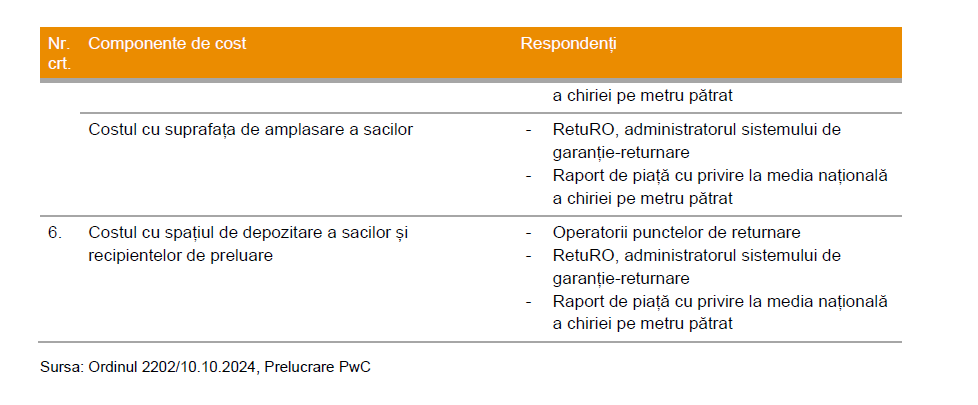 Nr. Componente de cost Respondenți
crt.
a chiriei pe metru pătrat
Costul cu suprafața de amplasare a sacilor - RetuRO, administratorul sistemului de
garanție-returnare
- Raport de piață cu privire la media națională
a chiriei pe metru pătrat
6. Costul cu spațiul de depozitare a sacilor și - Operatorii punctelor de returnare
recipientelor de preluare - RetuRO, administratorul sistemului de
garanție-returnare
- Raport de piață cu privire la media națională
a chiriei pe metru pătrat
Sursa: Ordinul 2202/10.10.2024, Prelucrare PwC